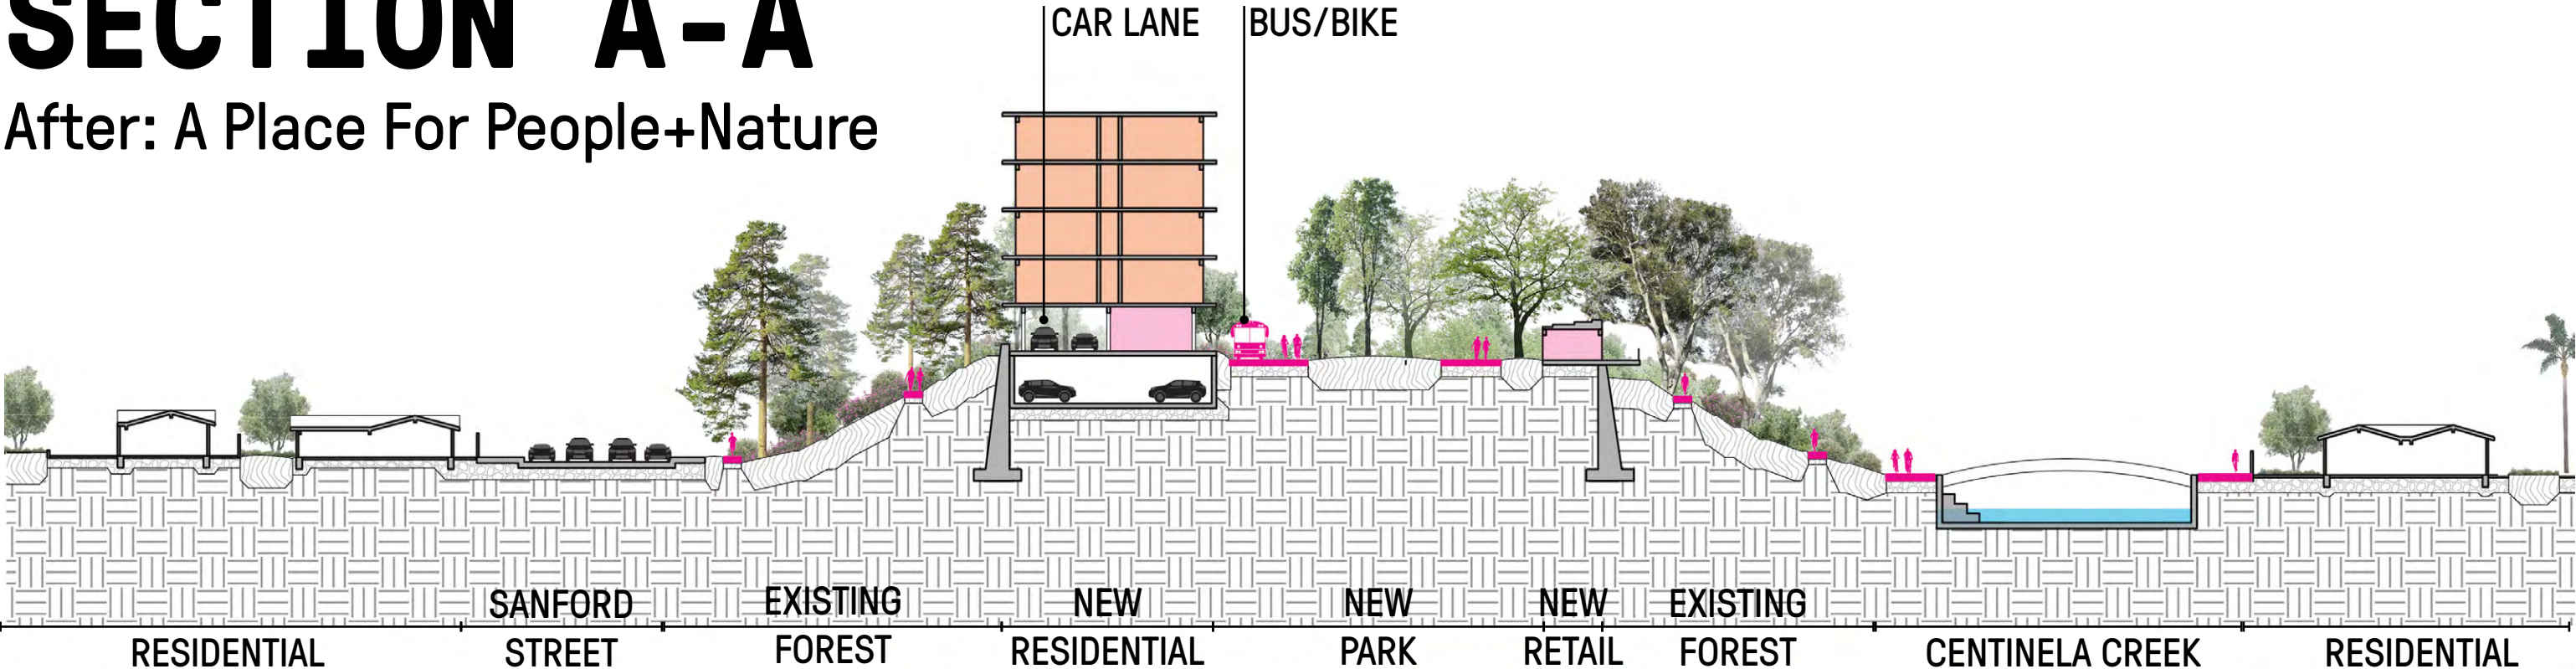 SECTION A-A
After: A Place For People+Nature
CAR LANE
BUS/BIKE
RESIDENTIAL
SANFORD
STREET
EXISTING
FOREST
NEW
RESIDENTIAL
NEW
PARK
NEW
RETAIL
EXISTING
FOREST
CENTINELA CREEK
RESIDENTIAL